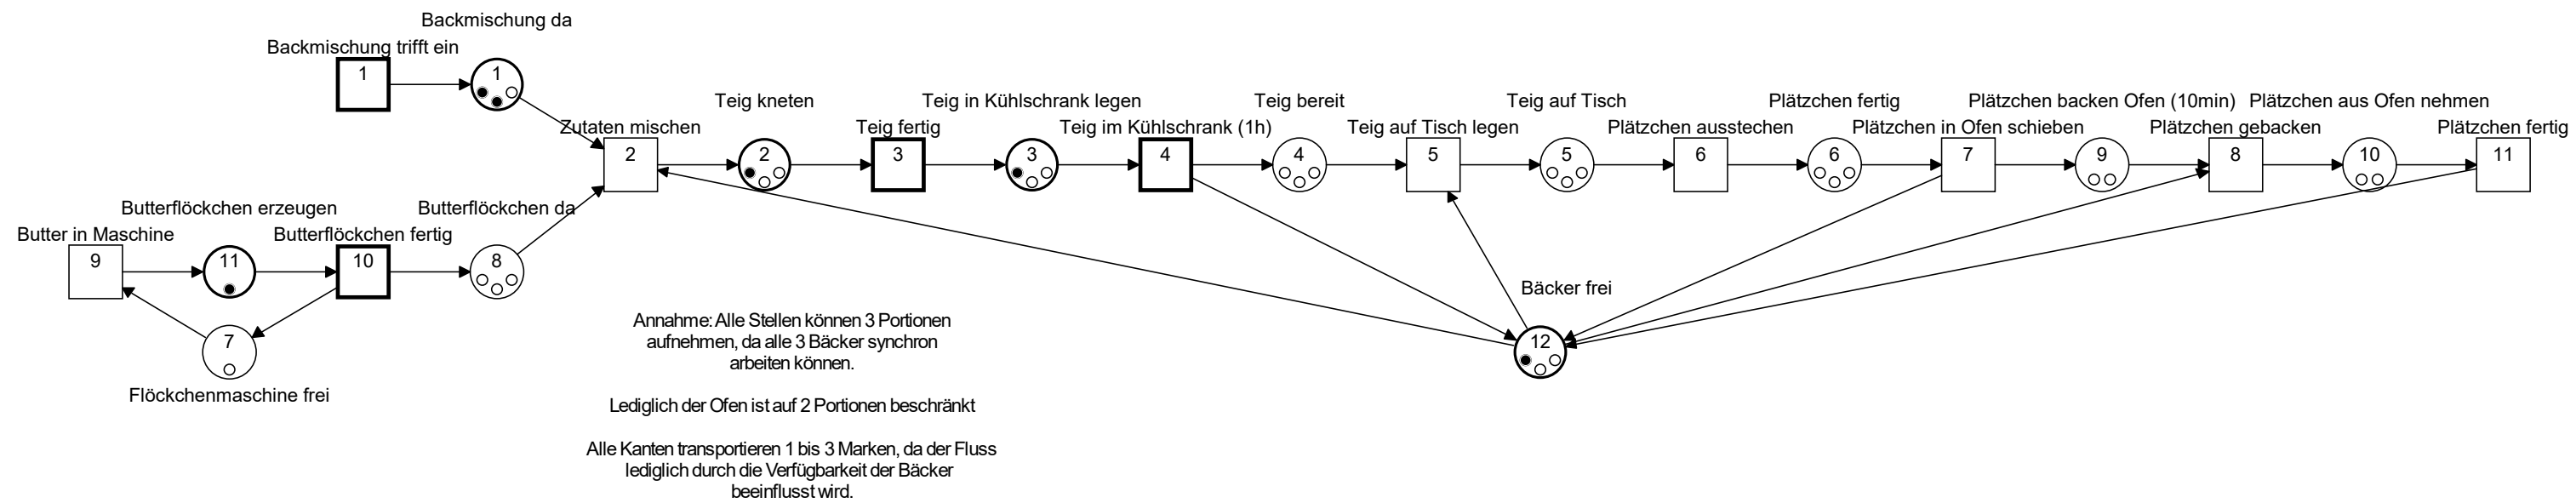 Backmischung da
Backmischung trifft ein
1
1
Teig kneten
Teig in Kühlschrank legen
Teig bereit
Teig auf Tisch
Plätzchen fertig
Plätzchen backen Ofen (10min)
Plätzchen aus Ofen nehmen
Zutaten mischen
Teig fertig
Teig im Kühlschrank (1h)
Teig auf Tisch legen
Plätzchen ausstechen
Plätzchen in Ofen schieben
Plätzchen gebacken
Plätzchen fertig
2
2
3
3
4
4
5
5
6
6
7
9
8
10
11
Butterflöckchen erzeugen
Butterflöckchen da
Butter in Maschine
Butterflöckchen fertig
9
11
10
8
Bäcker frei
7
12
Flöckchenmaschine frei
Annahme: Alle Stellen können 3 Portionen
aufnehmen, da alle 3 Bäcker synchron
arbeiten können.
Lediglich der Ofen ist auf 2 Portionen beschränkt
Alle Kanten transportieren 1 bis 3 Marken, da der Fluss
lediglich durch die Verfügbarkeit der Bäcker
beeinflusst wird.